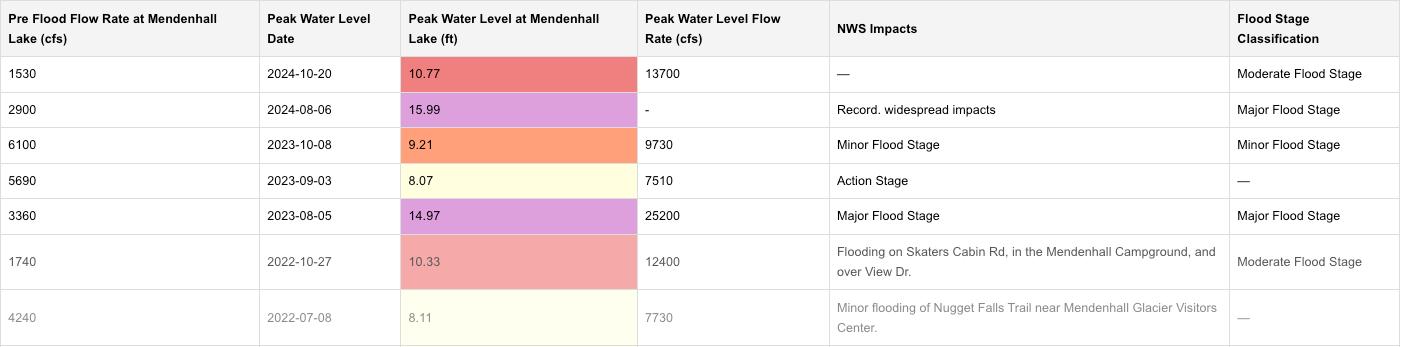 Pre Flood Flow Rate at Mendenhall Lake (cfs) | Peak Water Level Date | Peak Water Level at Mendenhall Lake (ft) | Peak Water Level Flow Rate (cfs) | NWS Impacts | Flood Stage Classification
1530 | 2024-10-20 | 10.77 | 13700 | — | Moderate Flood Stage
2900 | 2024-08-06 | 15.99 | - | Record. widespread impacts | Major Flood Stage
6100 | 2023-10-08 | 9.21 | 9730 | Minor Flood Stage | Minor Flood Stage
5690 | 2023-09-03 | 8.07 | 7510 | Action Stage | —
3360 | 2023-08-05 | 14.97 | 25200 | Major Flood Stage | Major Flood Stage
1740 | 2022-10-27 | 10.33 | 12400 | Flooding on Skaters Cabin Rd, in the Mendenhall Campground, and over View Dr. | Moderate Flood Stage
4240 | 2022-07-08 | 8.11 | 7730 | Minor flooding of Nugget Falls Trail near Mendenhall Glacier Visitors Center. | —